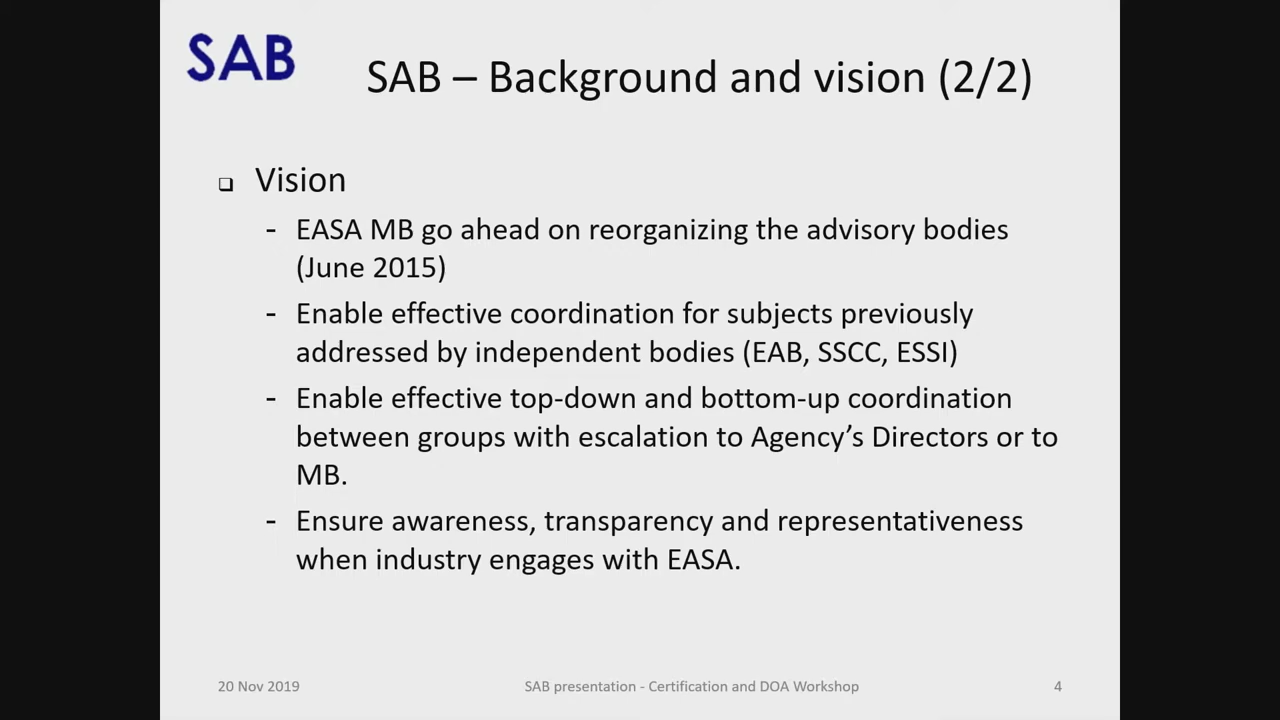 SAB
SAB – Background and vision (2/2)
❑ Vision
- EASA MB go ahead on reorganizing the advisory bodies
(June 2015)
- Enable effective coordination for subjects previously
addressed by independent bodies (EAB, SSCC, ESSI)
- Enable effective top-down and bottom-up coordination
between groups with escalation to Agency’s Directors or to
MB.
- Ensure awareness, transparency and representativeness
when industry engages with EASA.
20 Nov 2019
SAB presentation - Certification and DOA Workshop
4